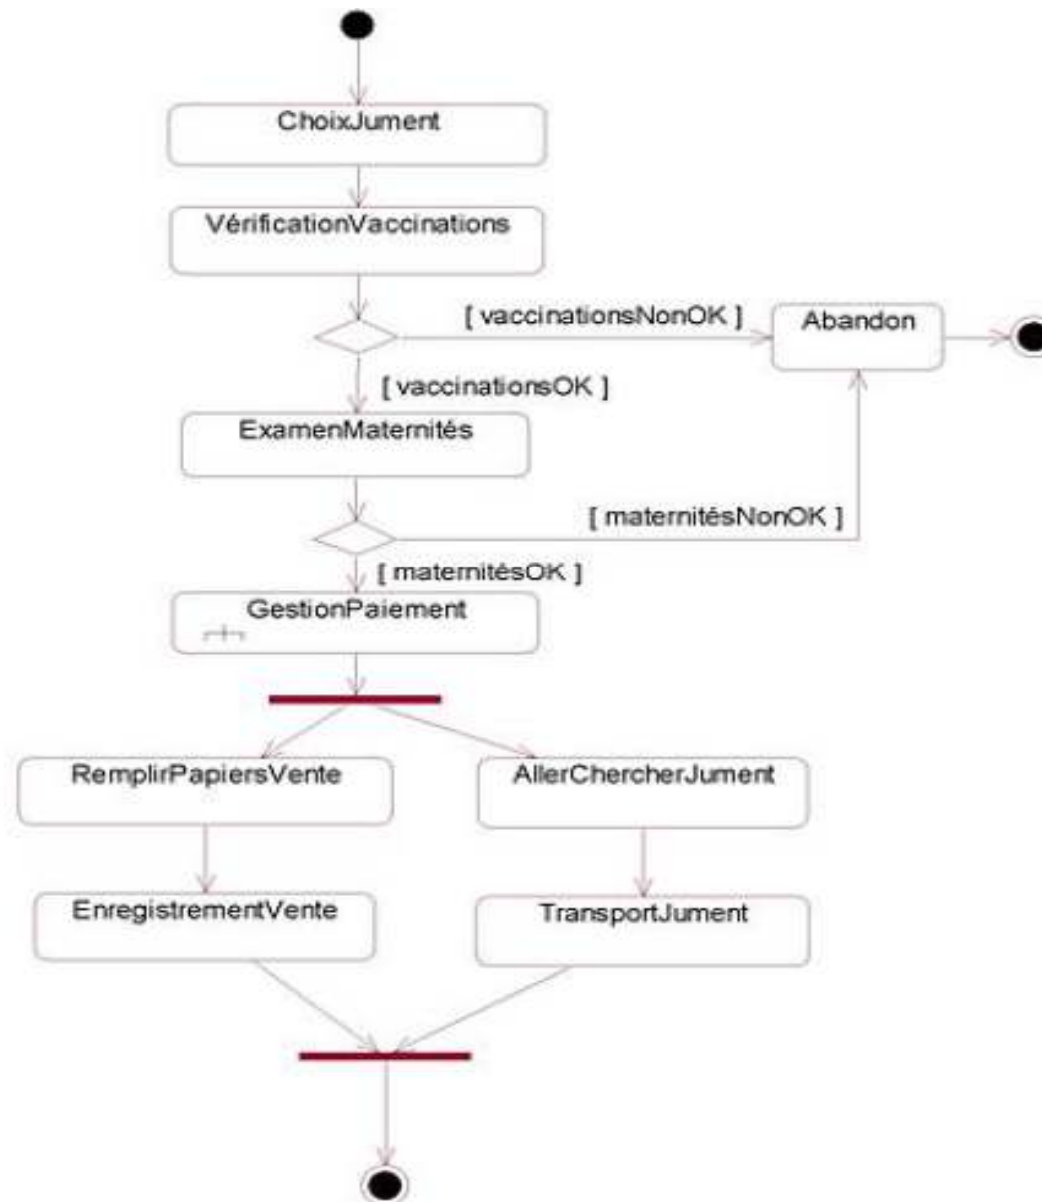 ChoixJument
VérificationVaccinations
[ vaccinationsNonOK ]
Abandon
[ vaccinationsOK ]
ExamenMaternités
[ maternitésNonOK ]
[ maternitésOK ]
GestionPaiement
RemplirPapiersVente
AllerChercherJument
EnregistrementVente
TransportJument